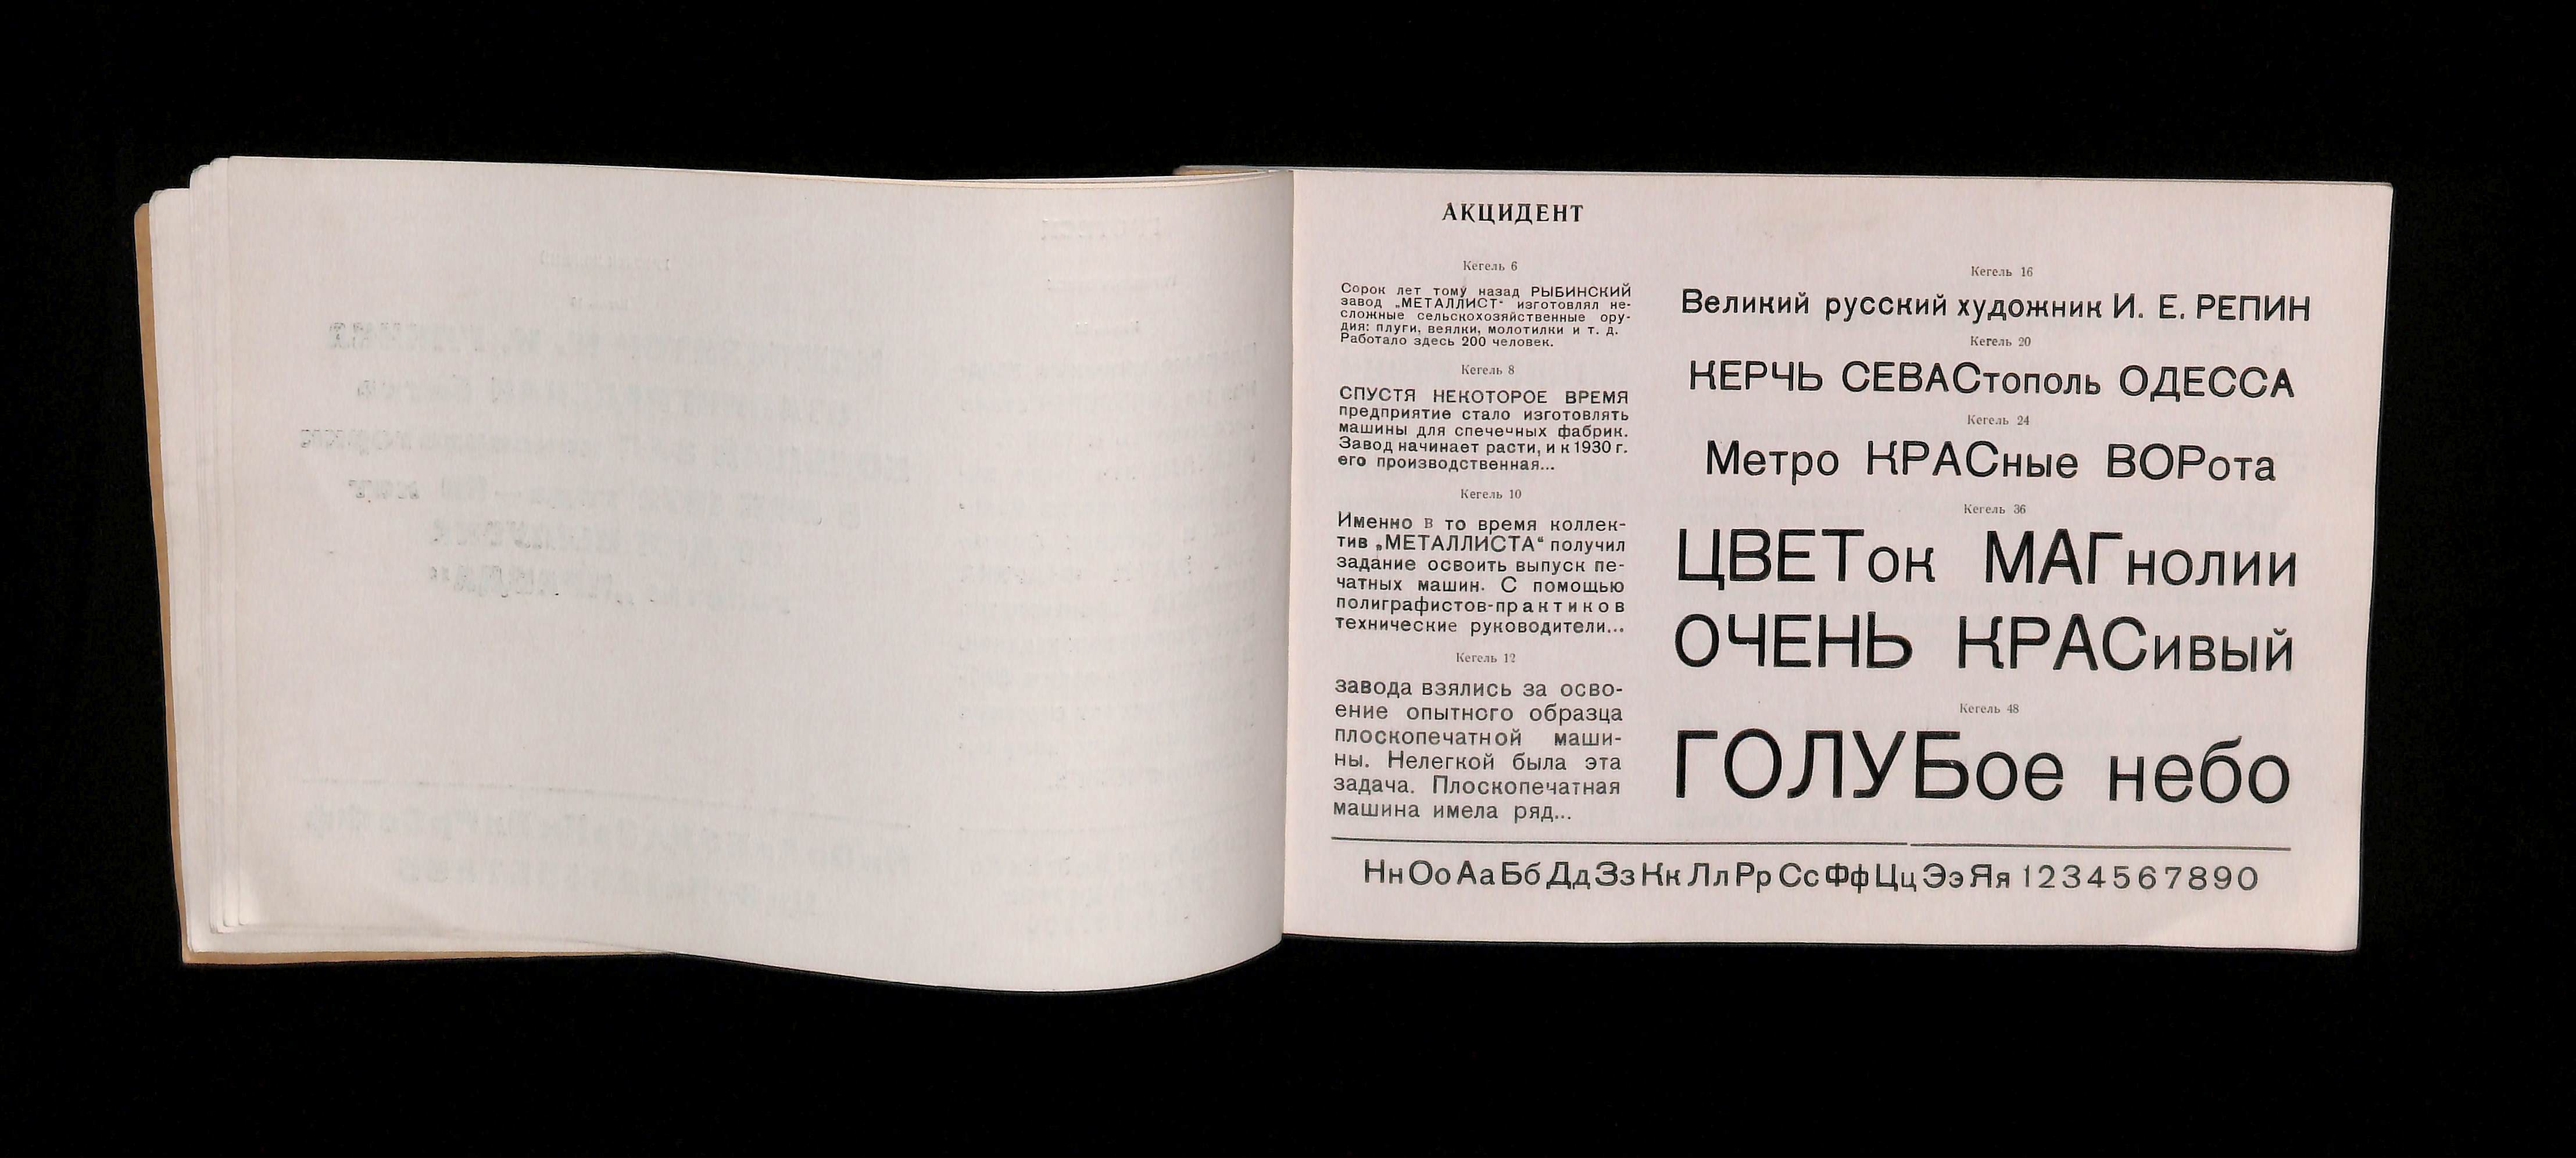 АКЦИДЕНТ
Кегель 6
Сорок лет тому назад РЫБИНСКИЙ
завод „МЕТАЛЛИСТ" изготовлял не-
сложные сельскохозяйственные ору-
дия: плуги, веялки, молотилки и т. д.
Работало здесь 200 человек.
Кегель 8
СПУСТЯ НЕКОТОРОЕ ВРЕМЯ
предприятие стало изготовлять
машины для спечечных фабрик.
Завод начинает расти, и к 1930 г.
его производственная...
Кегель 10
Именно в то время коллек-
тив „МЕТАЛЛИСТА" получил
задание освоить выпуск пе-
чатных машин. С помощью
полиграфистов-практиков
технические руководители...
Кегель 12
завода взялись за осво-
ение опытного образца
плоскопечатной маши-
ны. Нелегкой была эта
задача. Плоскопечатная
машина имела ряд...
Кегель 16
Великий русский художник И. Е. РЕПИН
Кегель 20
КЕРЧЬ СЕВАСтополь ОДЕССА
Кегель 24
Метро КРАСные ВОРота
Кегель 36
ЦВЕТок МАГнолии
ОЧЕНЬ КРАСивый
Кегель 48
ГОЛУБое небо
Нн Оо Аа Бб Дд Зз Кк Лл Рр Сс Фф Цц Ээ Яя 1234567890